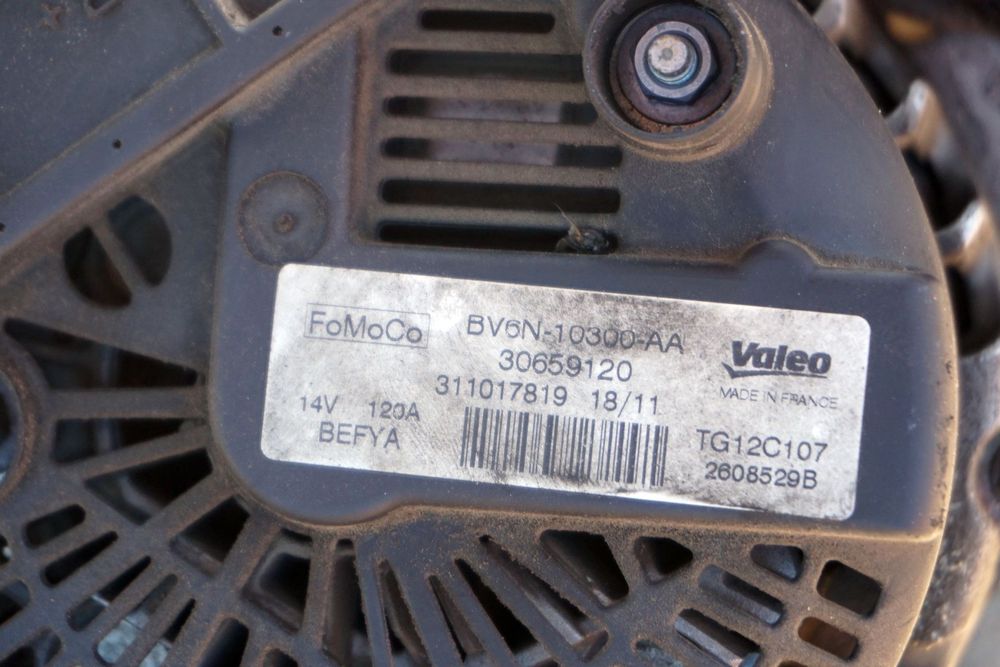 FoMoCo
BV6N-10300-AA
30659120
311017819 18/11
14V 120A
BEFYA
Valeo
MADE IN FRANCE
TG12C107
2608529B